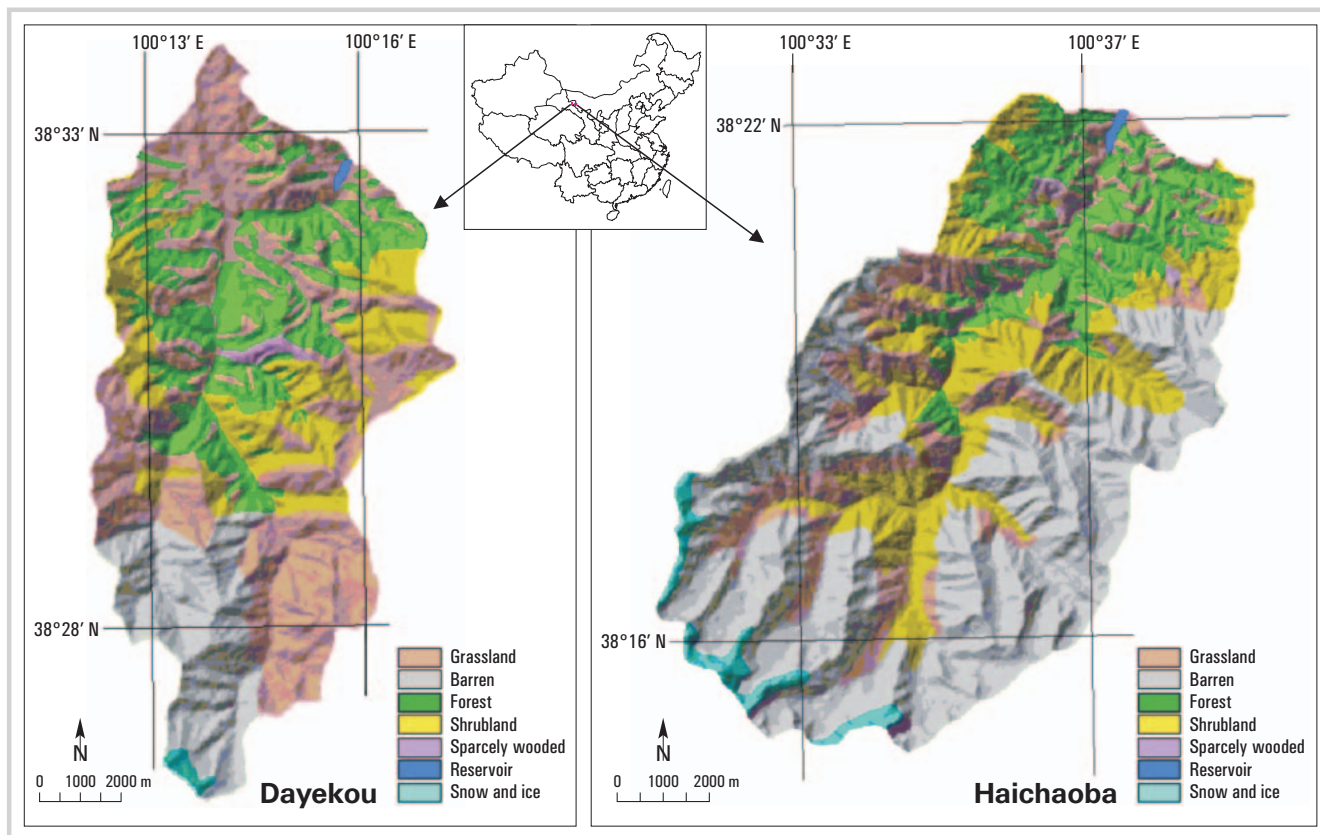 100°13′ E
100°16′ E
38°33′ N
38°28′ N
Grassland
Barren
Forest
Shrubland
Sparcely wooded
Reservoir
Snow and ice
N
0 1000 2000 m
Dayekou
100°33′ E
100°37′ E
38°22′ N
38°16′ N
Grassland
Barren
Forest
Shrubland
Sparcely wooded
Reservoir
Snow and ice
N
0 1000 2000 m
Haichaoba